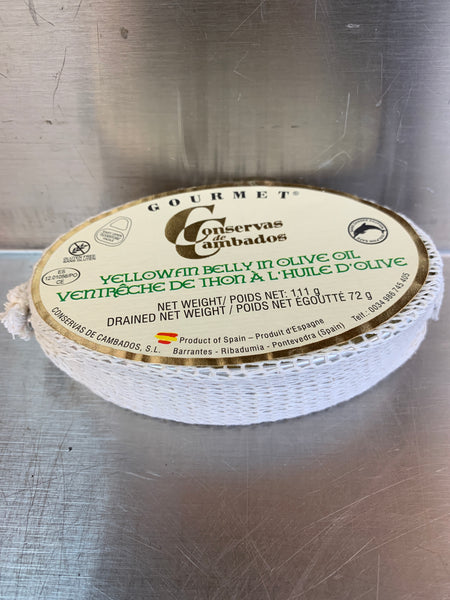 GOURMET®
Conservas
de
Cambados
GLUTEN FREE
ES
12.01098/PO
CE
YELLOWFIN BELLY IN OLIVE OIL
VENTRÊCHE DE THON À L'HUILE D'OLIVE
NET WEIGHT/ POIDS NET: 111 g
DRAINED NET WEIGHT / POIDS NET ÉGOUTTÉ 72 g
Product of Spain – Produit d'Espagne
CONSERVAS DE CAMBADOS, S.L.
Barrantes - Ribadumia - Pontevedra (Spain)
Telf.: 0034 986 745 405